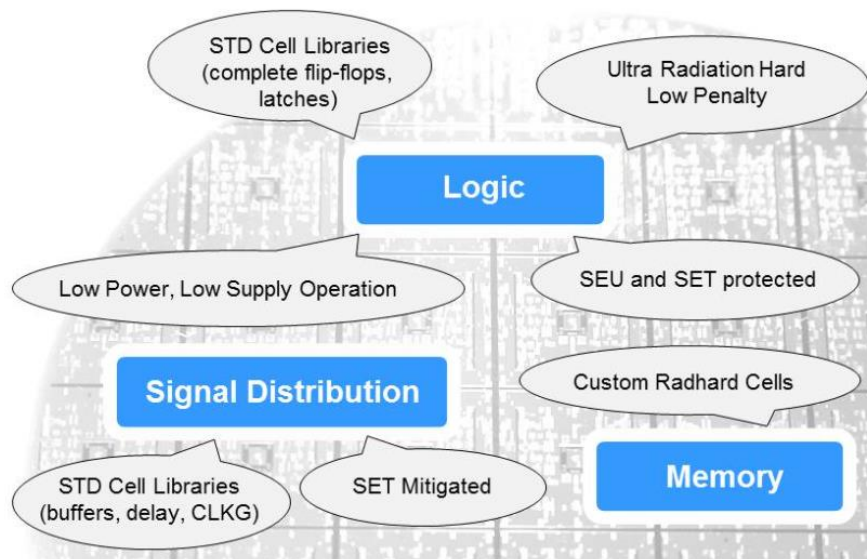 STD Cell Libraries
(complete flip-flops,
latches)
Ultra Radiation Hard
Low Penalty
Logic
Low Power, Low Supply Operation
SEU and SET protected
Signal Distribution
Custom Radhard Cells
STD Cell Libraries
(buffers, delay, CLKG)
SET Mitigated
Memory